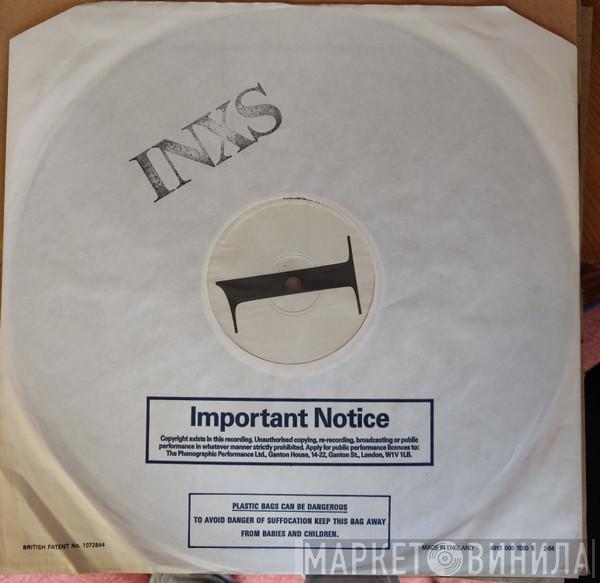 INXS
I
Important Notice
Copyright exists in this recording. Unauthorised copying, re-recording, broadcasting or public
performance in whatever manner strictly prohibited. Apply for public performance licences to:
The Phonographic Performance Ltd., Ganton House, 14-22, Ganton St., London, W1V 1LB.
PLASTIC BAGS CAN BE DANGEROUS
TO AVOID DANGER OF SUFFOCATION KEEP THIS BAG AWAY
FROM BABIES AND CHILDREN.
BRITISH PATENT No. 1072844
MADE IN ENGLAND 2-84
МАРКЕТ ВИНИЛА